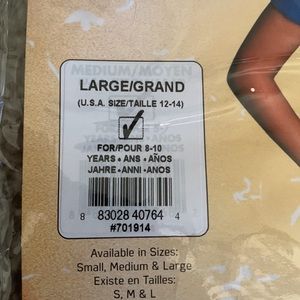 MEDIUM/MOYEN
LARGE/GRAND
(U.S.A. SIZE/TAILLE 12-14)
FOR/POUR 8-10
YEARS • ANS • AÑOS
JAHRE • ANNI • ANOS
8 83028 40764 4
#701914
Available in Sizes:
Small, Medium & Large
Existe en Tailles:
S, M & L